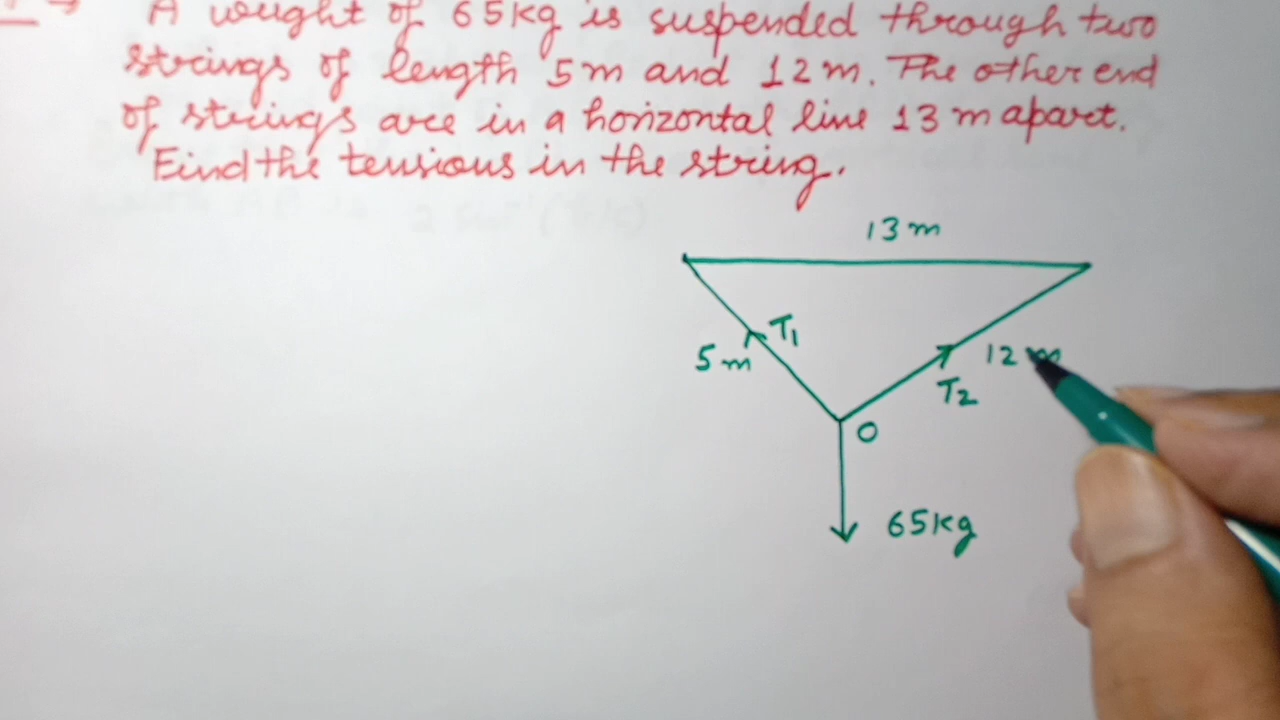 A weight of 65kg is suspended through two
strings of length 5m and 12m. The other end
of strings are in a horizontal line 13 m apart.
Find the tensions in the string.
13 m
T1
5 m
12 m
T2
O
65kg